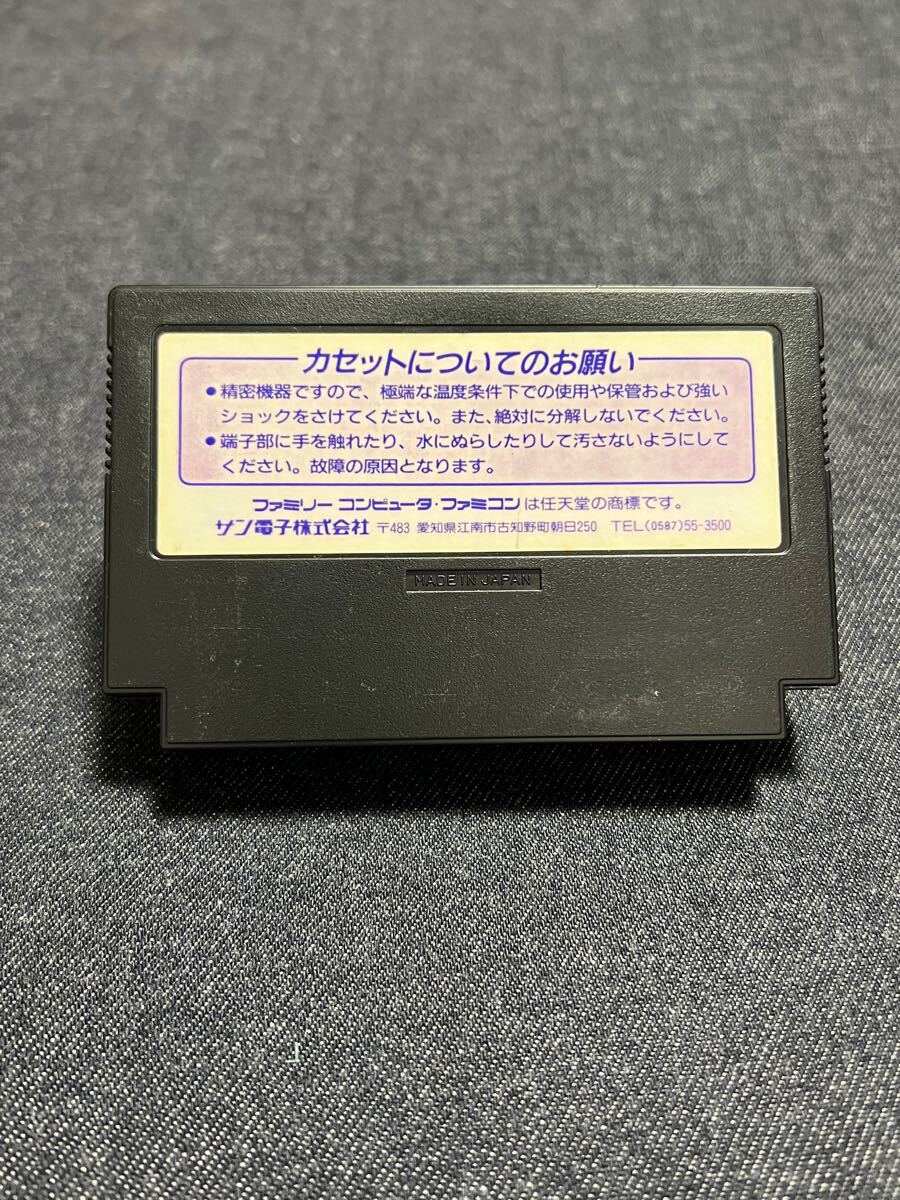 カセットについてのお願い
●精密機器ですので、極端な温度条件下での使用や保管および強い
ショックをさけてください。また、絶対に分解しないでください。
●端子部に手を触れたり、水にぬらしたりして汚さないようにして
ください。故障の原因となります。
ファミリー コンピュータ・ファミコンは任天堂の商標です。
サン電子株式会社 〒483 愛知県江南市古知野町朝日250 TEL(0587)55-3500
MADE IN JAPAN